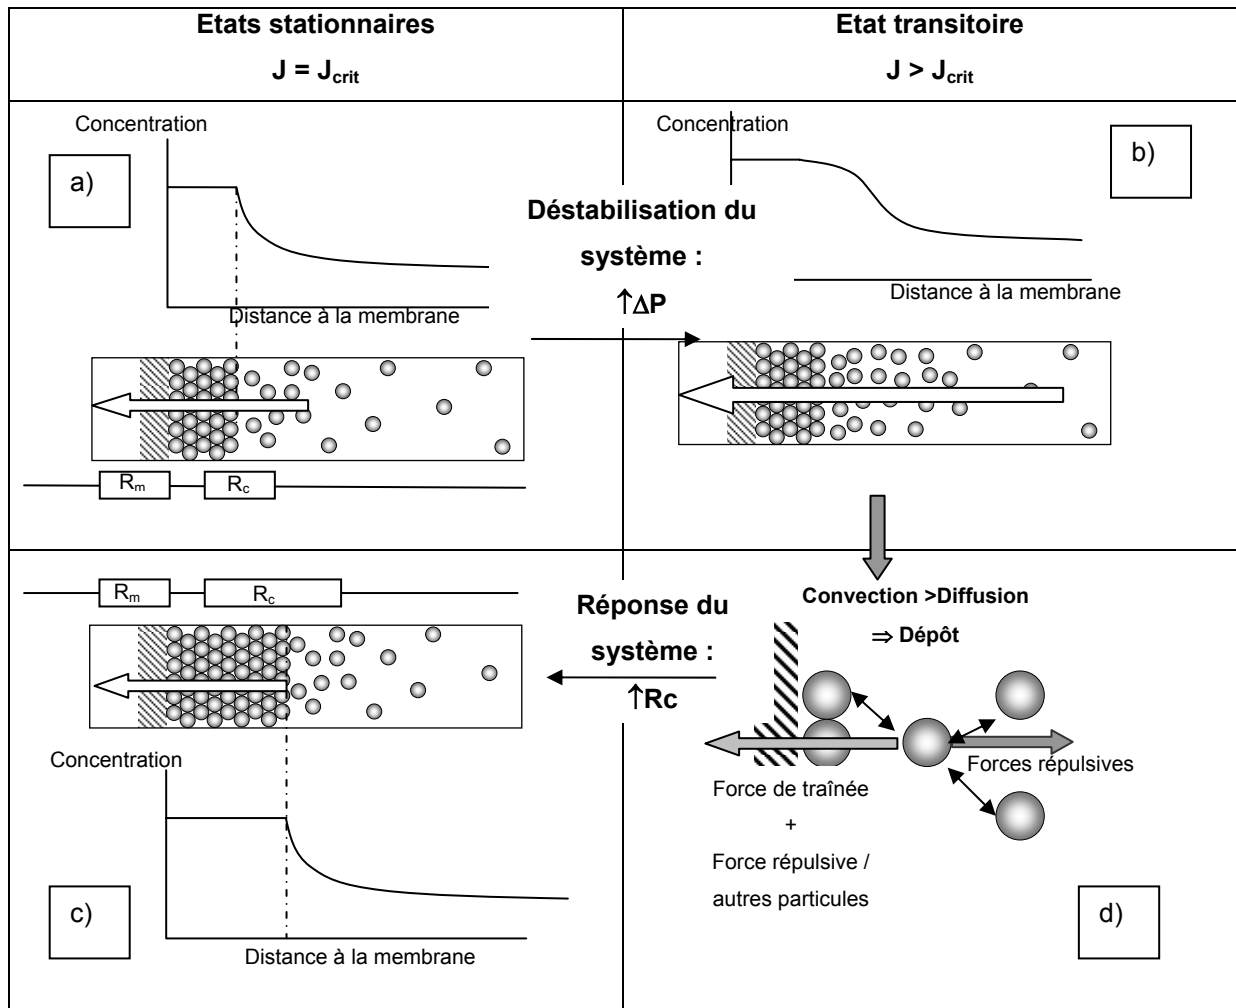 Etats stationnaires
J = Jcrit
Etat transitoire
J > Jcrit
Concentration
a)
Distance à la membrane
Rm
Rc
Déstabilisation du
système :
↑ΔP
Concentration
b)
Distance à la membrane
Rm
Rc
Concentration
c)
Distance à la membrane
Réponse du
système :
↑Rc
Convection >Diffusion
⇒ Dépôt
Forces répulsives
Force de traînée
+
Force répulsive /
autres particules
d)